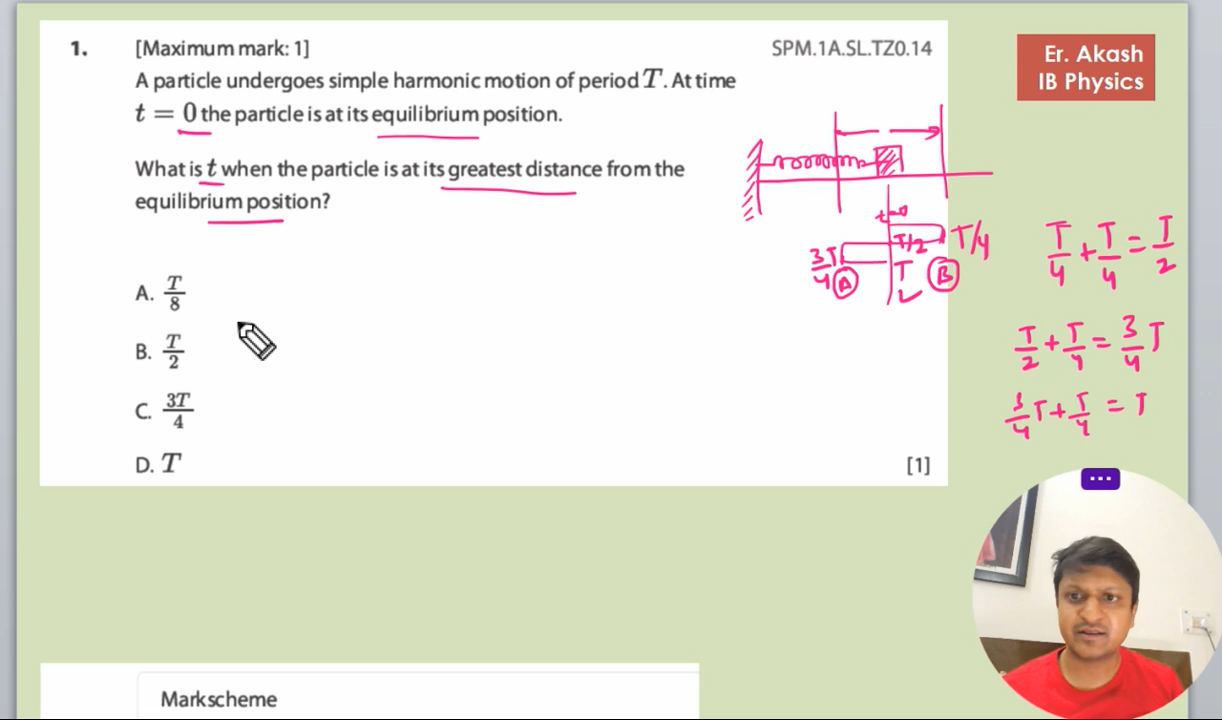 1. [Maximum mark: 1] SPM.1A.SL.TZ0.14
A particle undergoes simple harmonic motion of period T. At time
t = 0 the particle is at its equilibrium position.
What is t when the particle is at its greatest distance from the
equilibrium position?
A. T/8
B. T/2
C. 3T/4
D. T
[1]
Er. Akash
IB Physics
t=0
T/2 T/4
3T/4 A T B
T/4 + T/4 = T/2
T/2 + T/4 = 3/4 T
3/4 T + T/4 = T
Markscheme